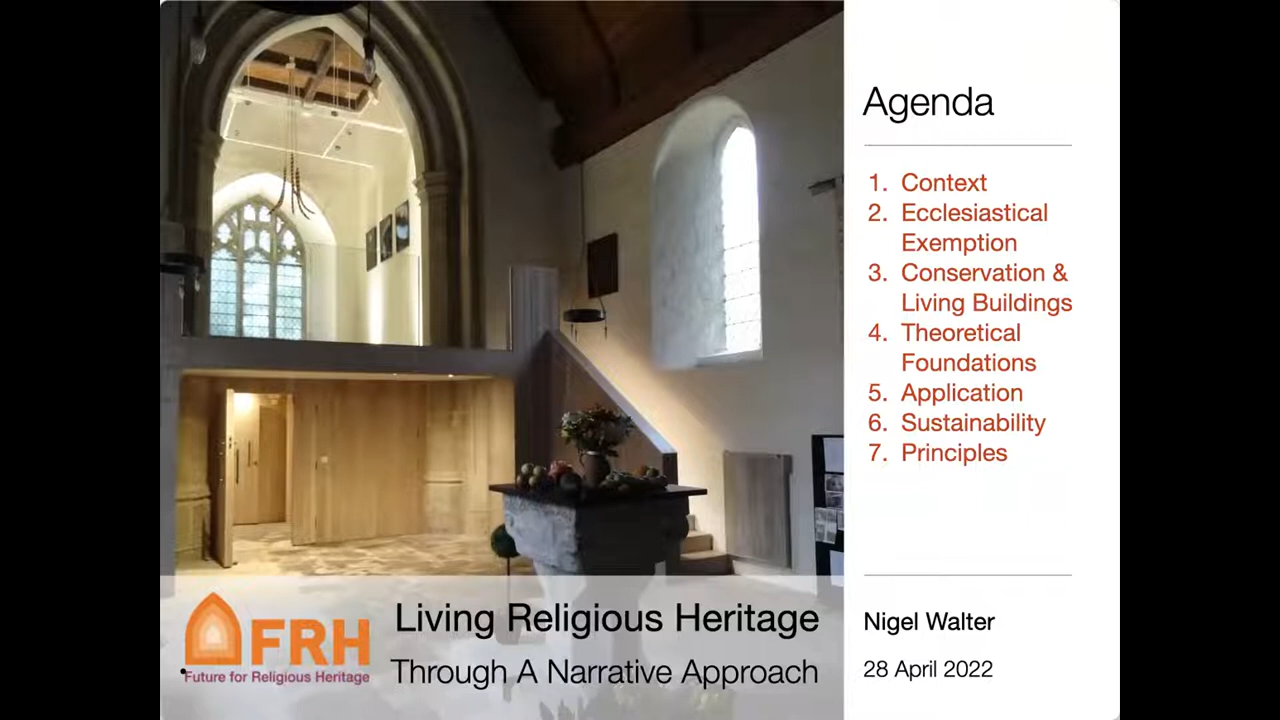 Agenda
1. Context
2. Ecclesiastical
Exemption
3. Conservation &
Living Buildings
4. Theoretical
Foundations
5. Application
6. Sustainability
7. Principles
FRH
Future for Religious Heritage
Living Religious Heritage
Through A Narrative Approach
Nigel Walter
28 April 2022